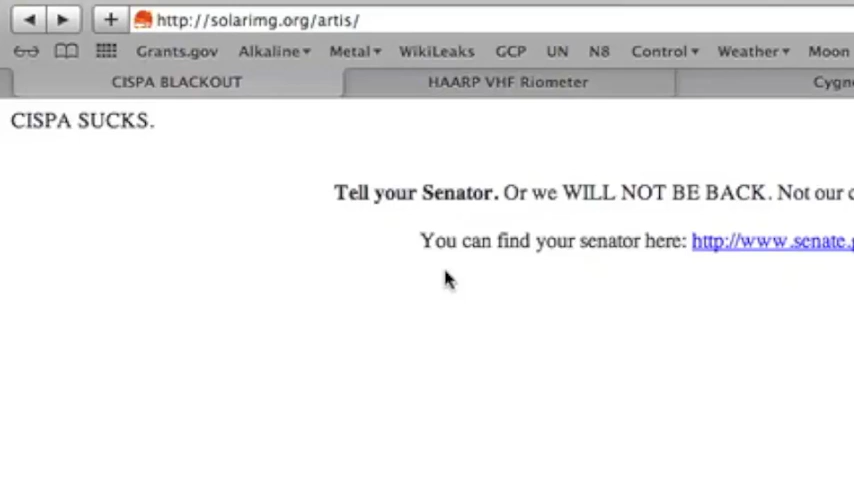 http://solarimg.org/artis/
Grants.gov Alkaline Metal WikiLeaks GCP UN N8 Control Weather Moon
CISPA BLACKOUT HAARP VHF Riometer
CISPA SUCKS.
Tell your Senator. Or we WILL NOT BE BACK. Not our
You can find your senator here: http://www.senate.